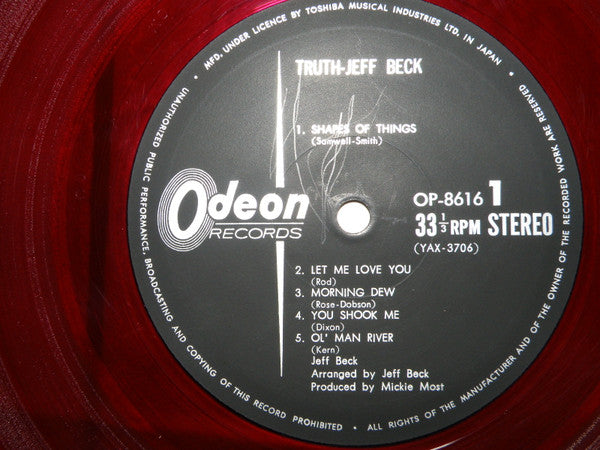 MFD. UNDER LICENCE BY TOSHIBA MUSICAL INDUSTRIES LTD. IN JAPAN
TRUTH-JEFF BECK
1. SHAPES OF THINGS
(Samwell-Smith)
Odeon
RECORDS
OP-8616 1
33 1/3 RPM STEREO
(YAX-3706)
2. LET ME LOVE YOU
(Rod)
3. MORNING DEW
(Rose-Dobson)
4. YOU SHOOK ME
(Dixon)
5. OL' MAN RIVER
(Kern)
Jeff Beck
Arranged by Jeff Beck
Produced by Mickie Most
UNAUTHORIZED PUBLIC PERFORMANCE, BROADCASTING AND COPYING OF THIS RECORD PROHIBITED • ALL RIGHTS OF THE MANUFACTURER AND OF THE OWNER OF THE RECORDED WORK ARE RESERVED •